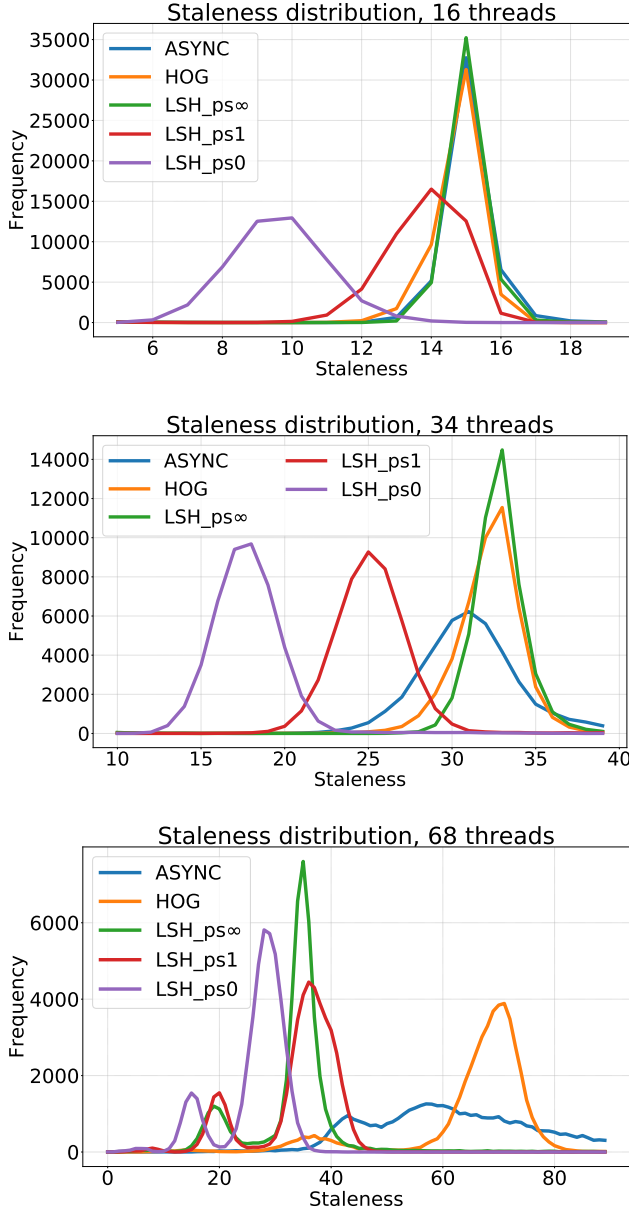 Staleness distribution, 16 threads
35000
30000
25000
20000
15000
10000
5000
0
Frequency
ASYNC
HOG
LSH_ps∞
LSH_ps1
LSH_ps0
6 8 10 12 14 16 18
Staleness
Staleness distribution, 34 threads
14000
12000
10000
8000
6000
4000
2000
0
Frequency
ASYNC
HOG
LSH_ps∞
LSH_ps1
LSH_ps0
10 15 20 25 30 35 40
Staleness
Staleness distribution, 68 threads
6000
4000
2000
0
Frequency
ASYNC
HOG
LSH_ps∞
LSH_ps1
LSH_ps0
0 20 40 60 80
Staleness